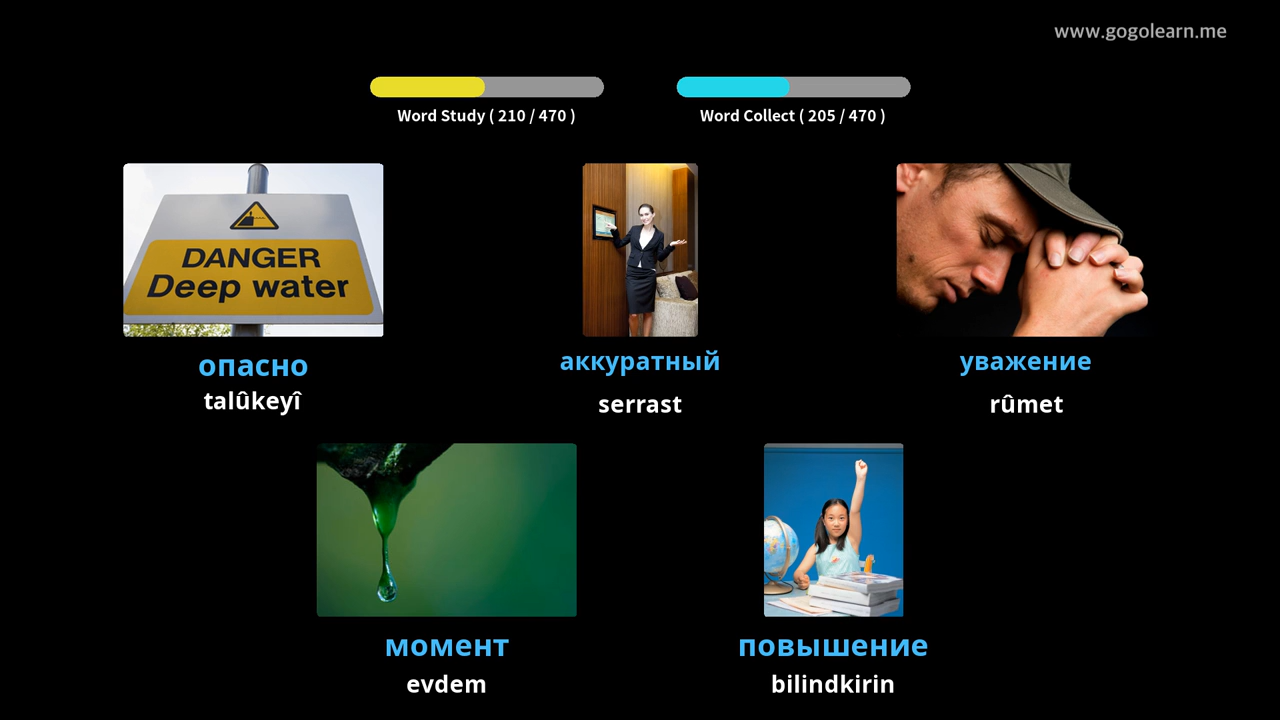 www.gogolearn.me
Word Study ( 210 / 470 )
Word Collect ( 205 / 470 )
DANGER
Deep water
опасно
talûkeyî
аккуратный
serrast
уважение
rûmet
момент
evdem
повышение
bilindkirin